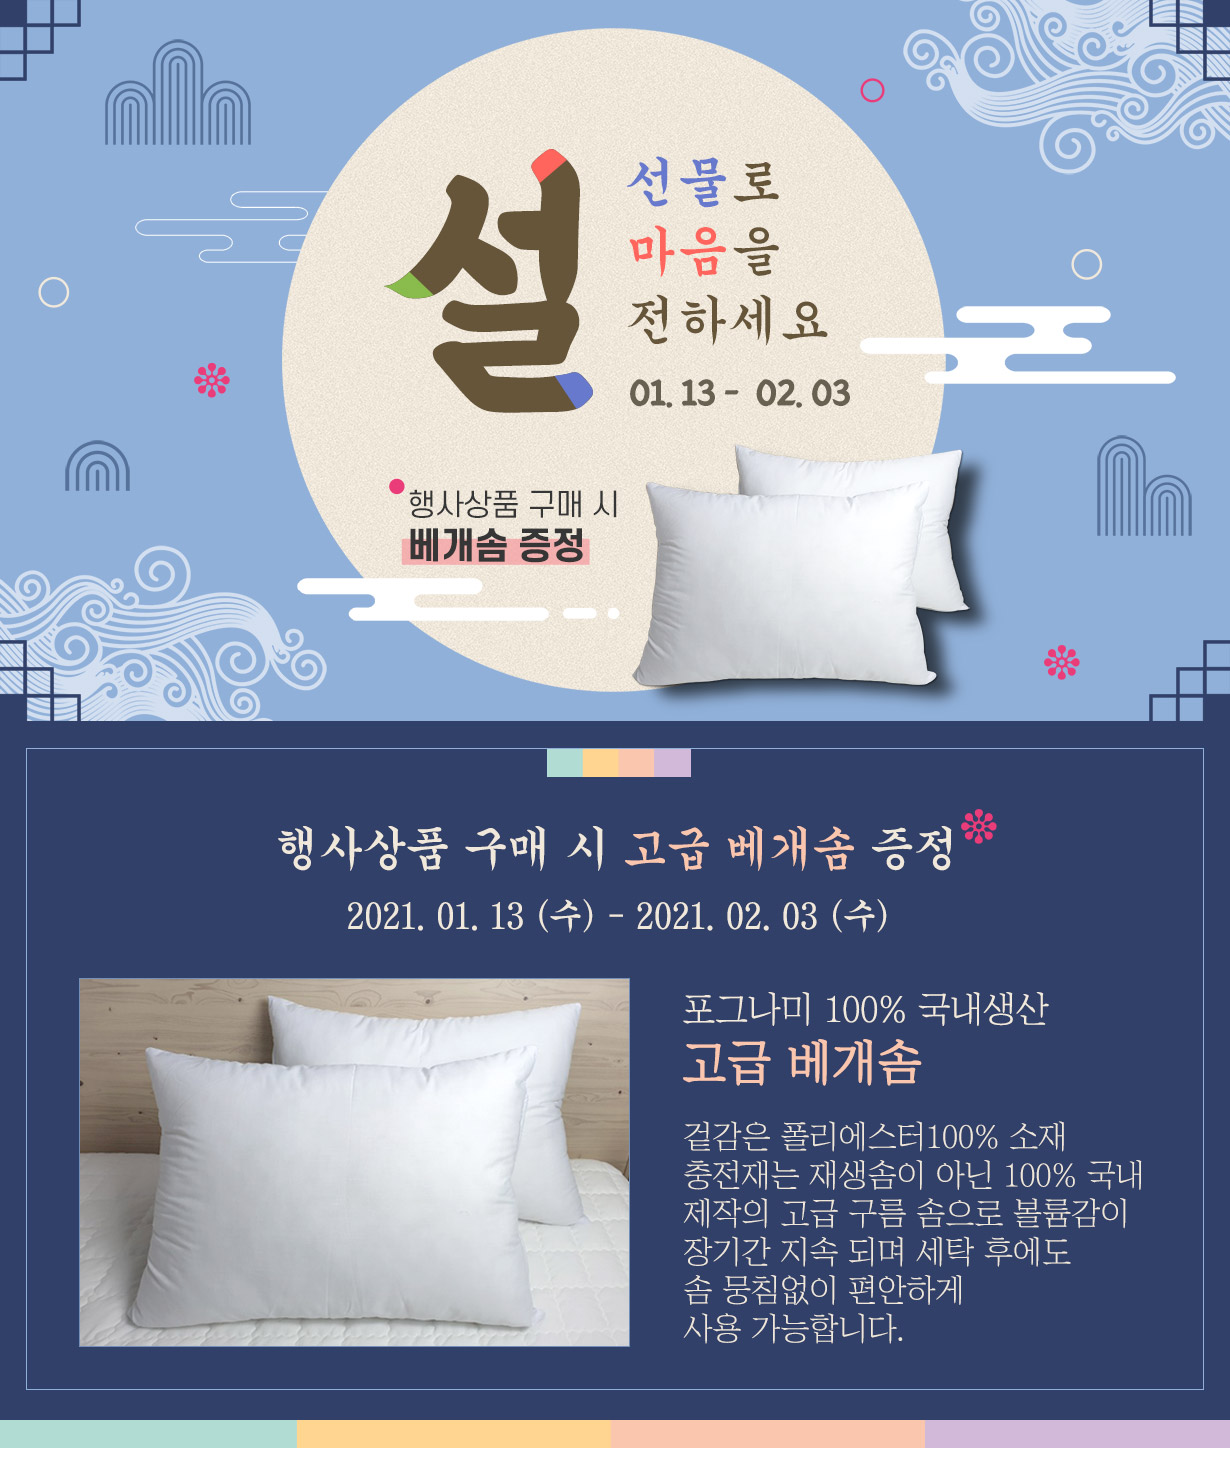 설
선물로
마음을
전하세요
01. 13 - 02. 03
행사상품 구매 시
베개솜 증정
행사상품 구매 시 고급 베개솜 증정
2021. 01. 13 (수) - 2021. 02. 03 (수)
포그나미 100% 국내생산
고급 베개솜
겉감은 폴리에스터100% 소재
충전재는 재생솜이 아닌 100% 국내
제작의 고급 구름 솜으로 볼륨감이
장기간 지속 되며 세탁 후에도
솜 뭉침없이 편안하게
사용 가능합니다.